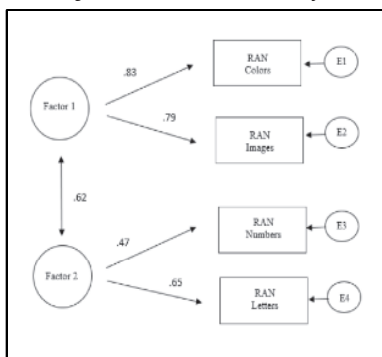 .83
RAN
Colors
E1
Factor 1
.79
RAN
Images
E2
.62
.47
RAN
Numbers
E3
Factor 2
.65
RAN
Letters
E4